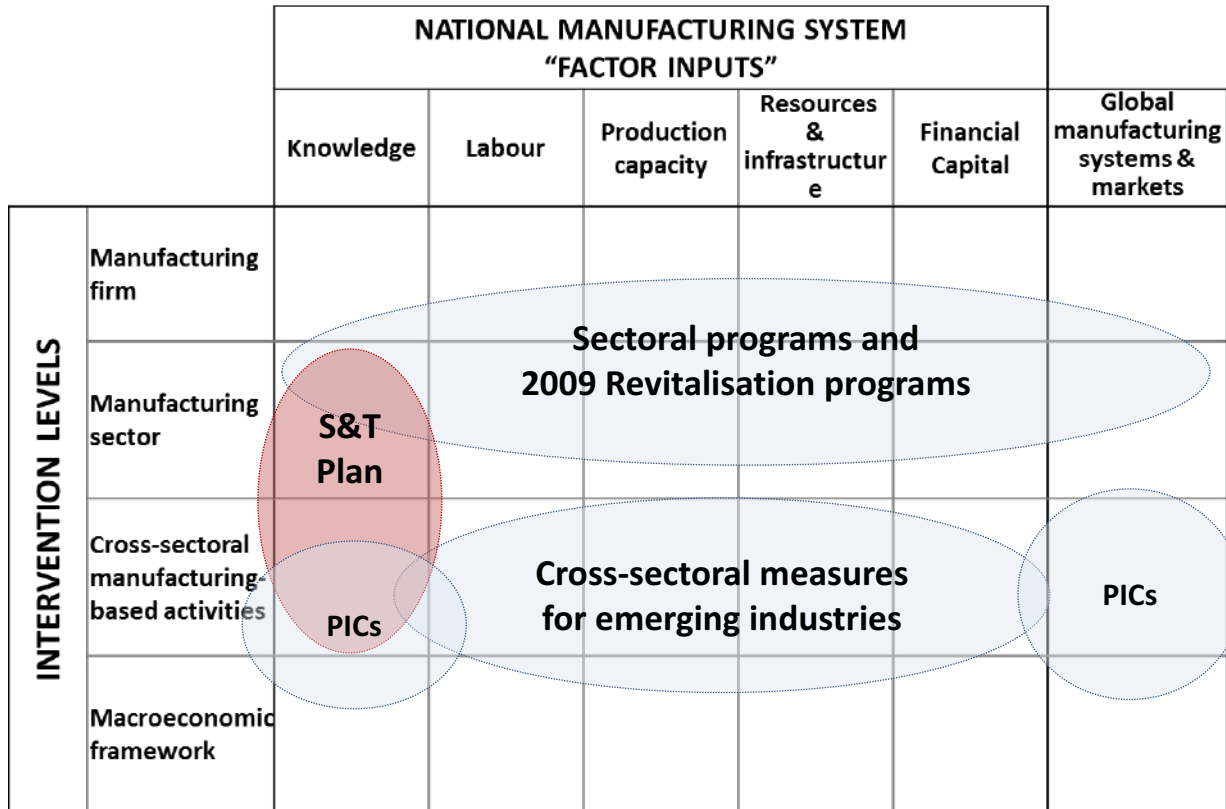 NATIONAL MANUFACTURING SYSTEM
“FACTOR INPUTS”
Knowledge
Labour
Production
capacity
Resources
&
infrastructur
e
Financial
Capital
Global
manufacturing
systems &
markets
INTERVENTION LEVELS
Manufacturing
firm
Sectoral programs and
2009 Revitalisation programs
Manufacturing
sector
S&T
Plan
Cross-sectoral
manufacturing-
based activities
PICs
Cross-sectoral measures
for emerging industries
PICs
Macroeconomic
framework